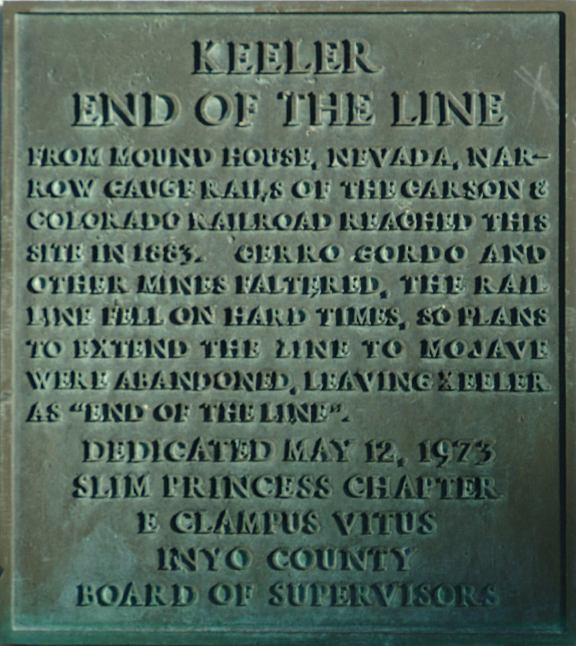 KEELER
END OF THE LINE
FROM MOUND HOUSE, NEVADA, NAR-
ROW GAUGE RAILS OF THE CARSON &
COLORADO RAILROAD REACHED THIS
SITE IN 1883. CERRO GORDO AND
OTHER MINES FALTERED, THE RAIL
LINE FELL ON HARD TIMES, SO PLANS
TO EXTEND THE LINE TO MOJAVE
WERE ABANDONED, LEAVING KEELER
AS "END OF THE LINE".
DEDICATED MAY 12, 1973
SLIM PRINCESS CHAPTER
E CLAMPUS VITUS
INYO COUNTY
BOARD OF SUPERVISORS